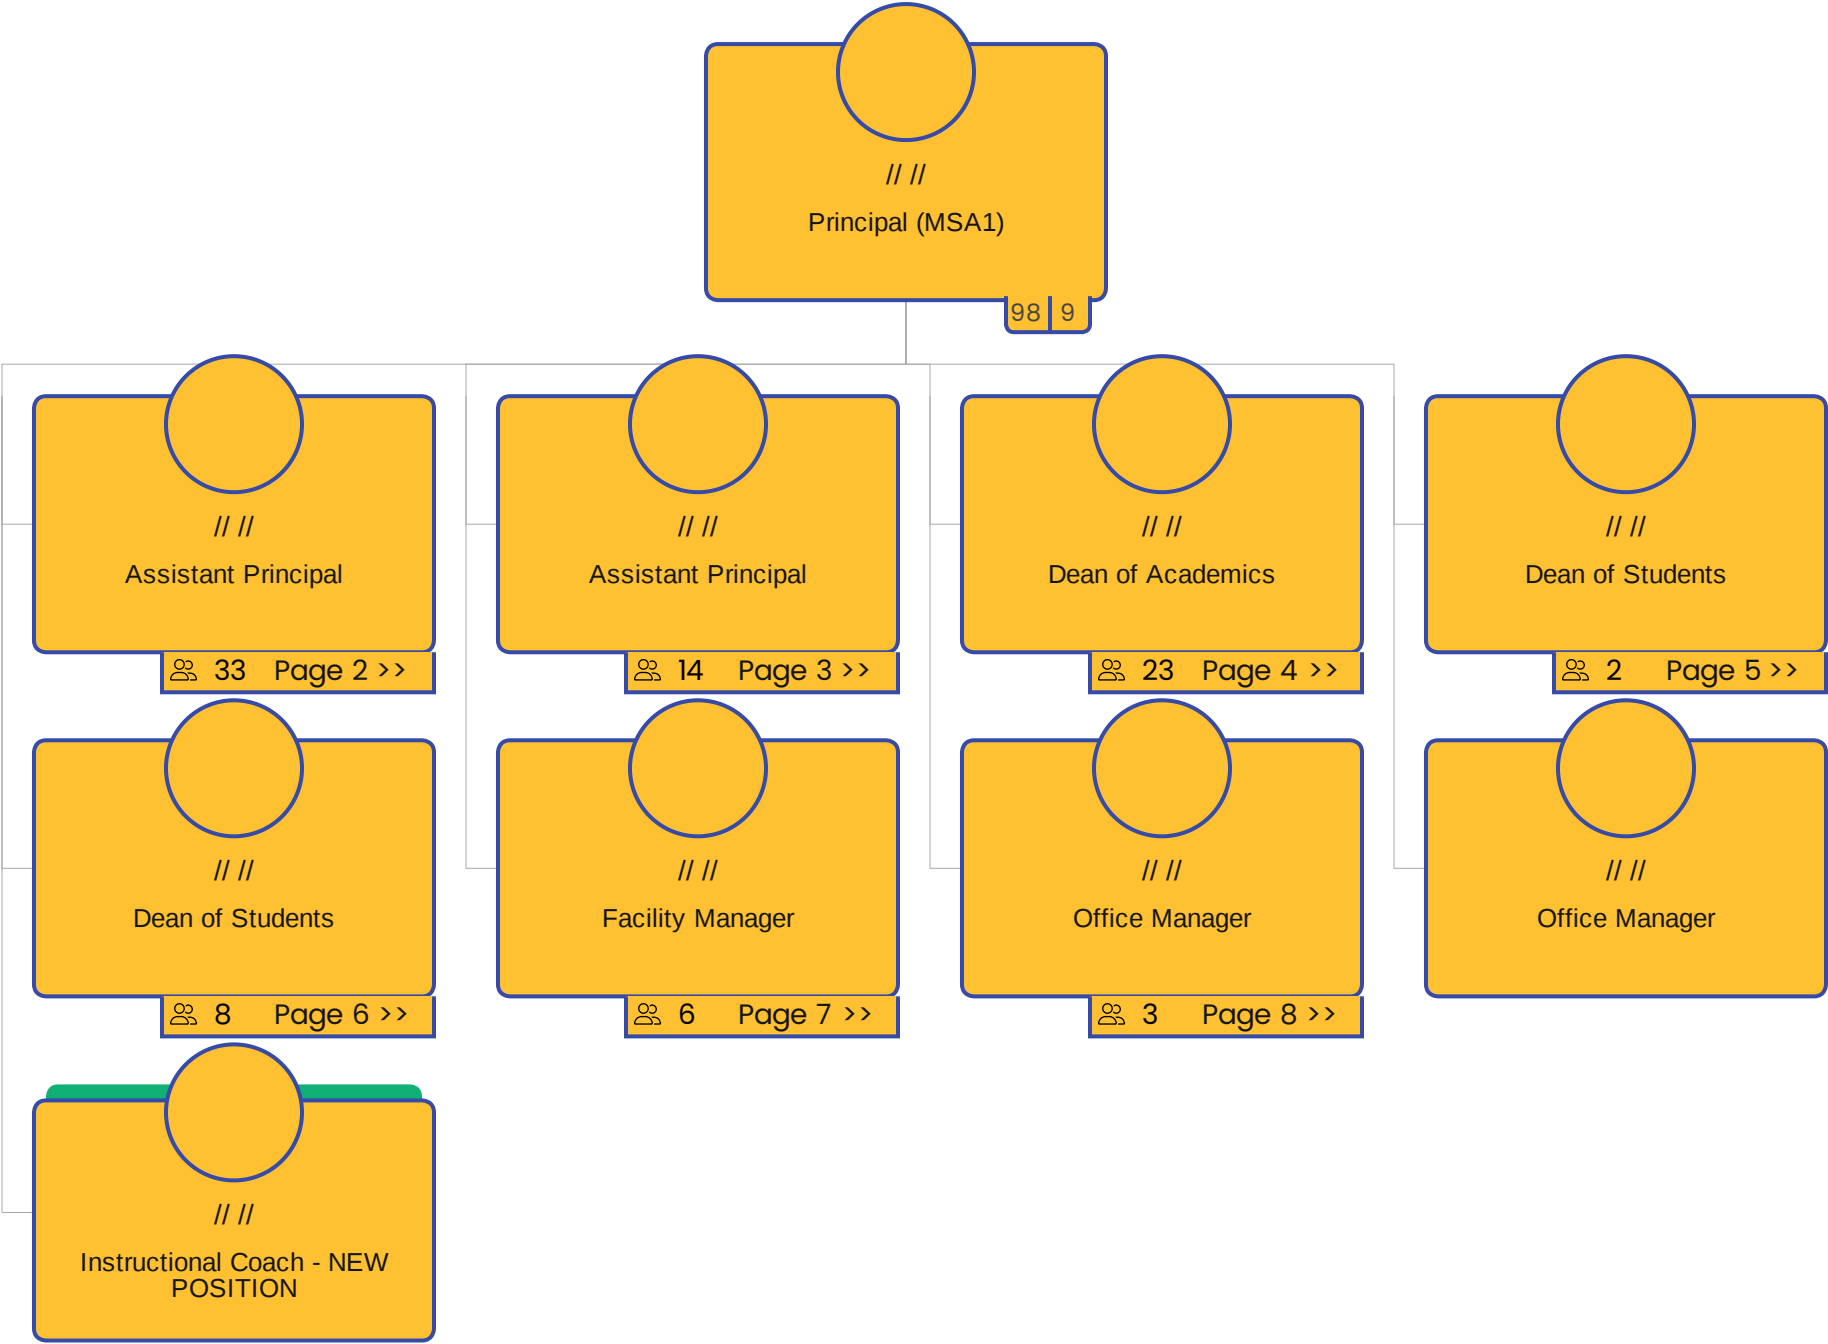 // //
Principal (MSA1)
98 9
// //
Assistant Principal
33 Page 2 >>
// //
Assistant Principal
14 Page 3 >>
// //
Dean of Academics
23 Page 4 >>
// //
Dean of Students
2 Page 5 >>
// //
Dean of Students
8 Page 6 >>
// //
Facility Manager
6 Page 7 >>
// //
Office Manager
3 Page 8 >>
// //
Office Manager
// //
Instructional Coach - NEW
POSITION